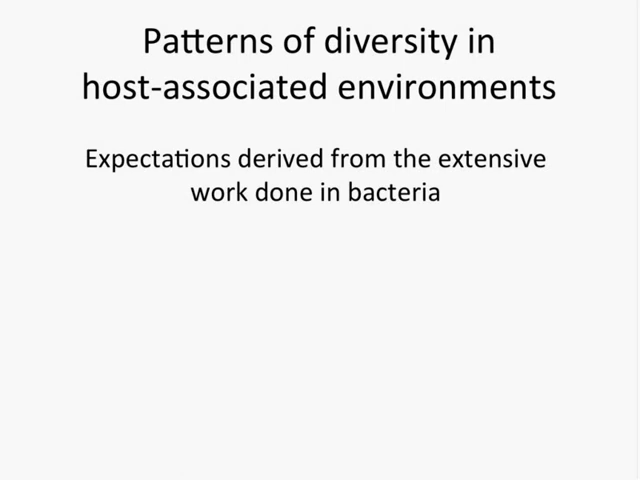 Patterns of diversity in
host-associated environments
Expectations derived from the extensive
work done in bacteria